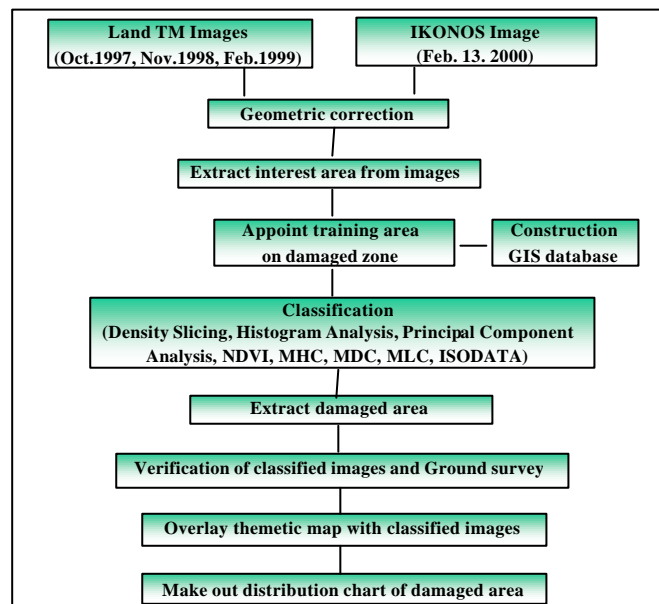 Land TM Images
(Oct.1997, Nov.1998, Feb.1999)
IKONOS Image
(Feb. 13. 2000)
Geometric correction
Extract interest area from images
Appoint training area
on damaged zone
Construction
GIS database
Classification
(Density Slicing, Histogram Analysis, Principal Component
Analysis, NDVI, MHC, MDC, MLC, ISODATA)
Extract damaged area
Verification of classified images and Ground survey
Overlay themetic map with classified images
Make out distribution chart of damaged area